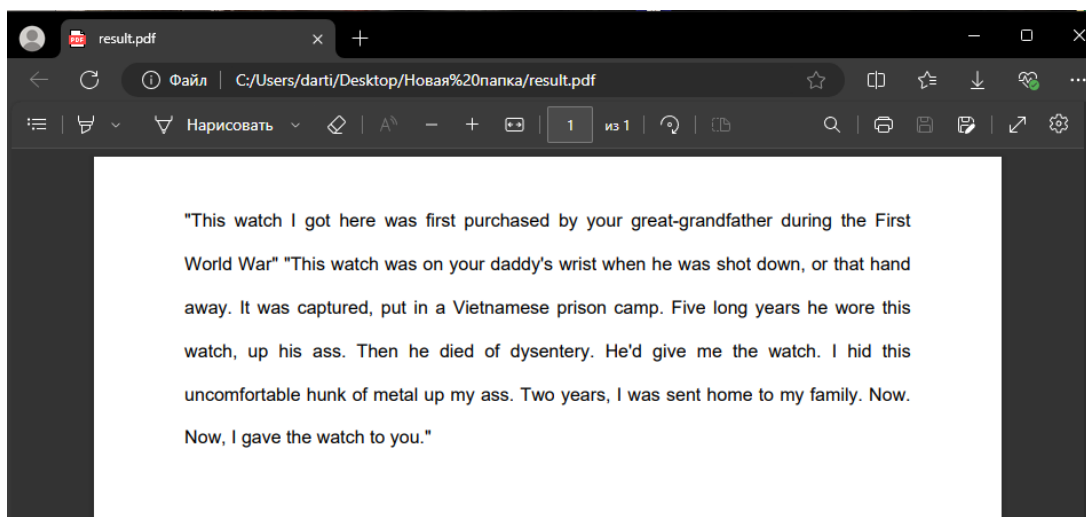 result.pdf
Файл | C:/Users/darti/Desktop/Новая%20папка/result.pdf
Нарисовать 1 из 1
"This watch I got here was first purchased by your great-grandfather during the First
World War" "This watch was on your daddy's wrist when he was shot down, or that hand
away. It was captured, put in a Vietnamese prison camp. Five long years he wore this
watch, up his ass. Then he died of dysentery. He'd give me the watch. I hid this
uncomfortable hunk of metal up my ass. Two years, I was sent home to my family. Now.
Now, I gave the watch to you."